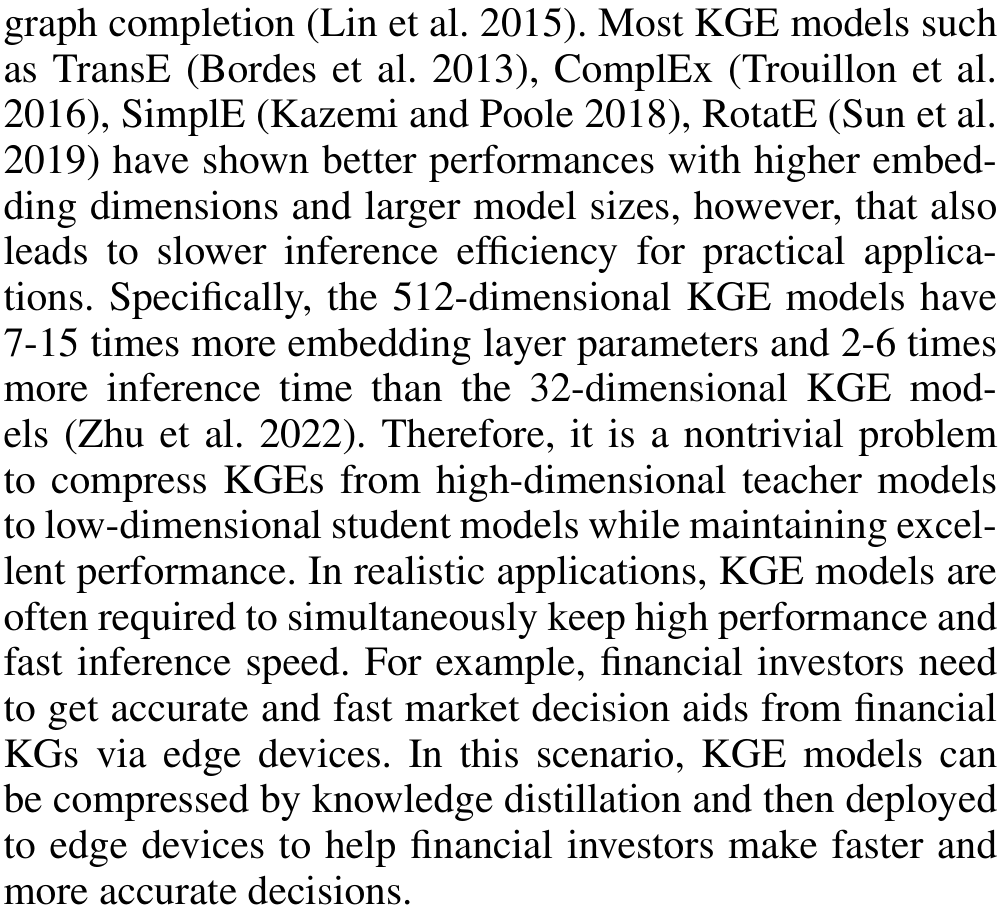 graph completion (Lin et al. 2015). Most KGE models such
as TransE (Bordes et al. 2013), ComplEx (Trouillon et al.
2016), SimplE (Kazemi and Poole 2018), RotatE (Sun et al.
2019) have shown better performances with higher embed-
ding dimensions and larger model sizes, however, that also
leads to slower inference efficiency for practical applica-
tions. Specifically, the 512-dimensional KGE models have
7-15 times more embedding layer parameters and 2-6 times
more inference time than the 32-dimensional KGE mod-
els (Zhu et al. 2022). Therefore, it is a nontrivial problem
to compress KGEs from high-dimensional teacher models
to low-dimensional student models while maintaining excel-
lent performance. In realistic applications, KGE models are
often required to simultaneously keep high performance and
fast inference speed. For example, financial investors need
to get accurate and fast market decision aids from financial
KGs via edge devices. In this scenario, KGE models can
be compressed by knowledge distillation and then deployed
to edge devices to help financial investors make faster and
more accurate decisions.